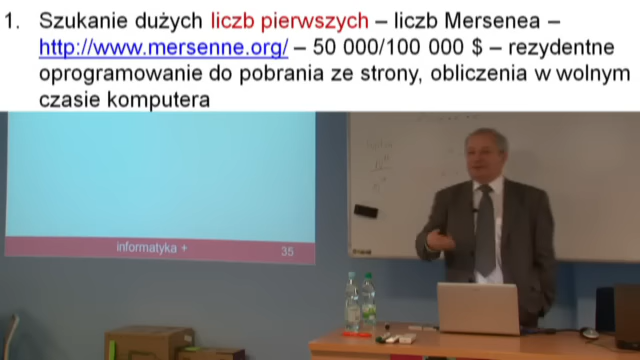 1. Szukanie dużych liczb pierwszych – liczb Mersenea –
http://www.mersenne.org/ – 50 000/100 000 $ – rezydentne
oprogramowanie do pobrania ze strony, obliczenia w wolnym
czasie komputera
informatyka +
35